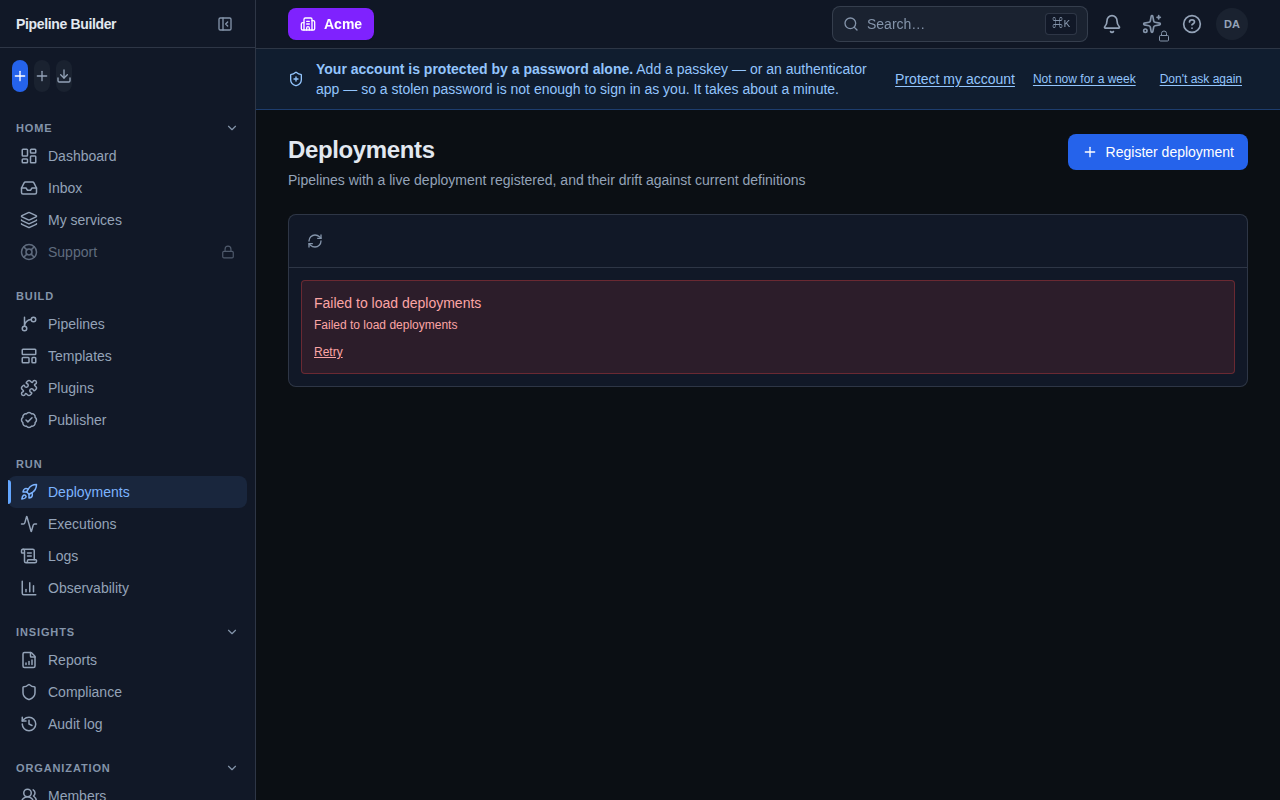 Pipeline Builder
Acme
Search…
⌘K
DA
Your account is protected by a password alone. Add a passkey — or an authenticator
app — so a stolen password is not enough to sign in as you. It takes about a minute.
Protect my account
Not now for a week
Don't ask again
HOME
Dashboard
Inbox
My services
Support
BUILD
Pipelines
Templates
Plugins
Publisher
RUN
Deployments
Executions
Logs
Observability
INSIGHTS
Reports
Compliance
Audit log
ORGANIZATION
Members
Deployments
Pipelines with a live deployment registered, and their drift against current definitions
Register deployment
Failed to load deployments
Failed to load deployments
Retry